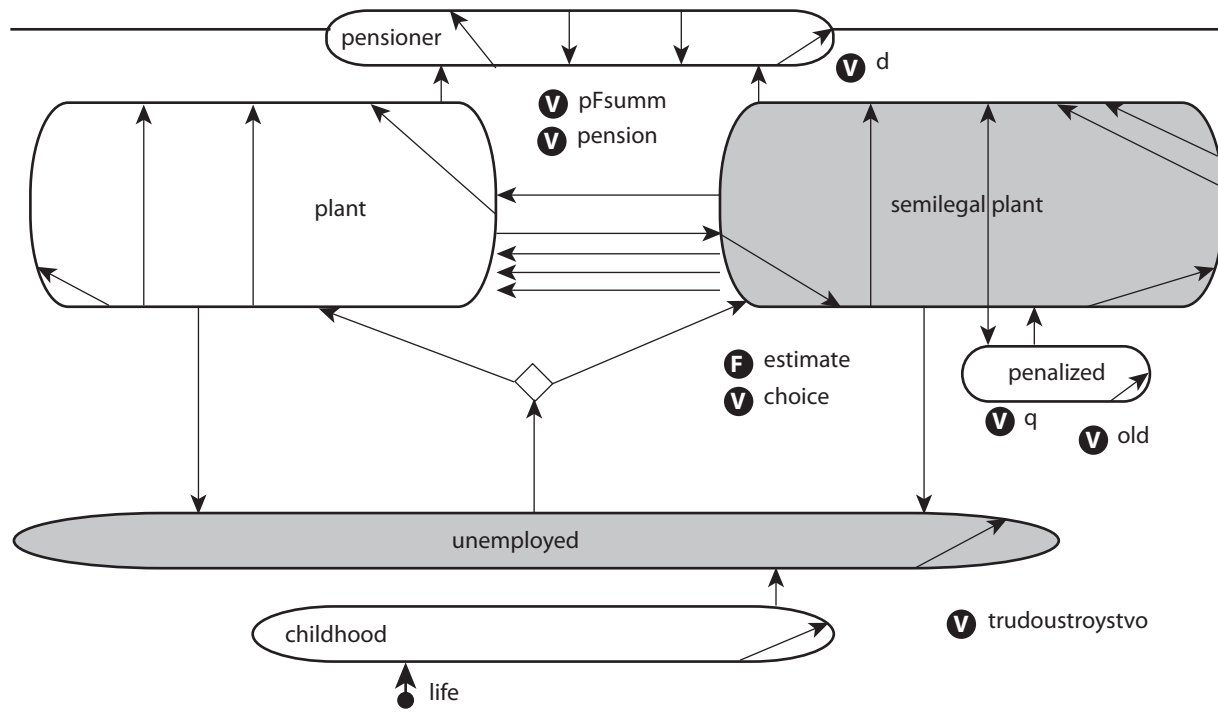 pensioner
V d
V pFsumm
V pension
plant
semilegal plant
F estimate
V choice
penalized
V q
V old
unemployed
childhood
V trudoustroystvo
life